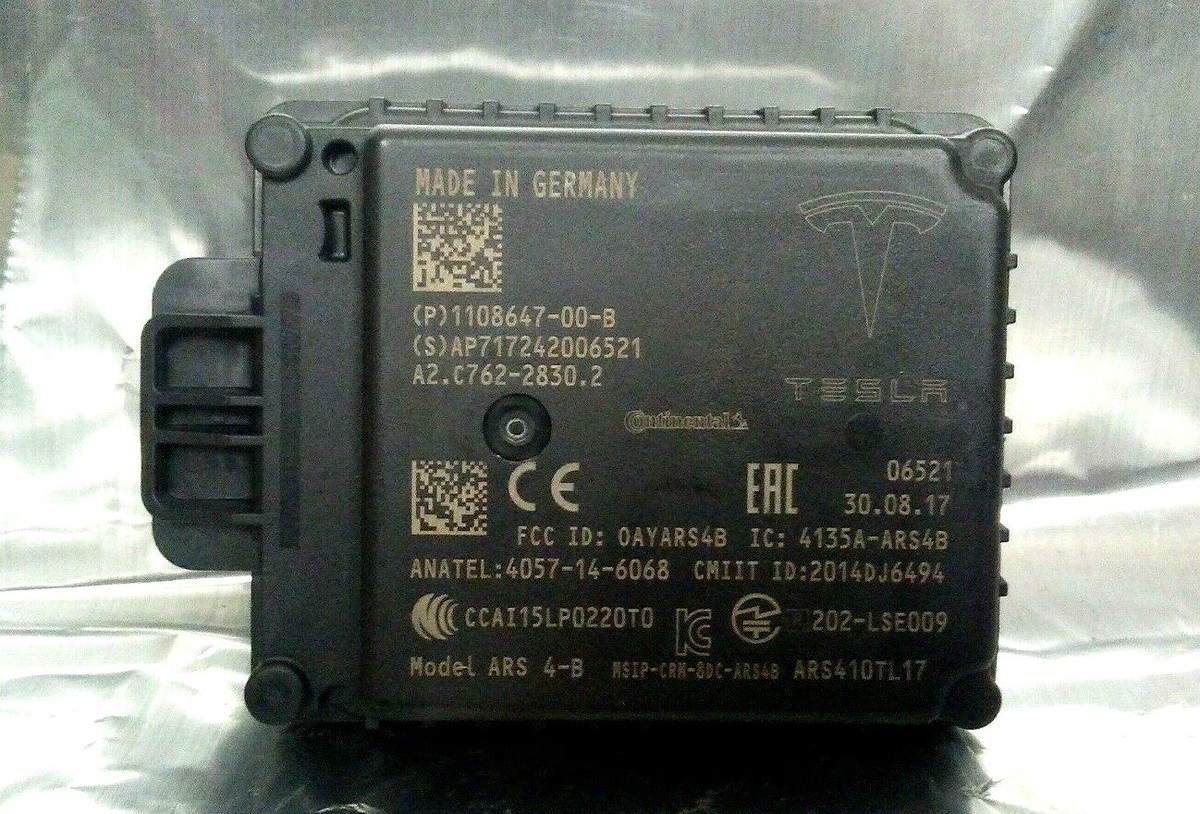 MADE IN GERMANY
(P)1108647-00-B
(S)AP717242006521
A2.C762-2830.2
TESLA
Continental
CE
EAC
06521
30.08.17
FCC ID: OAYARS4B IC: 4135A-ARS4B
ANATEL:4057-14-6068 CMIIT ID:2014DJ6494
CCAI15LP0220T0
202-LSE009
Model ARS 4-B MSIP-CRM-8DC-ARS4B ARS410TL17